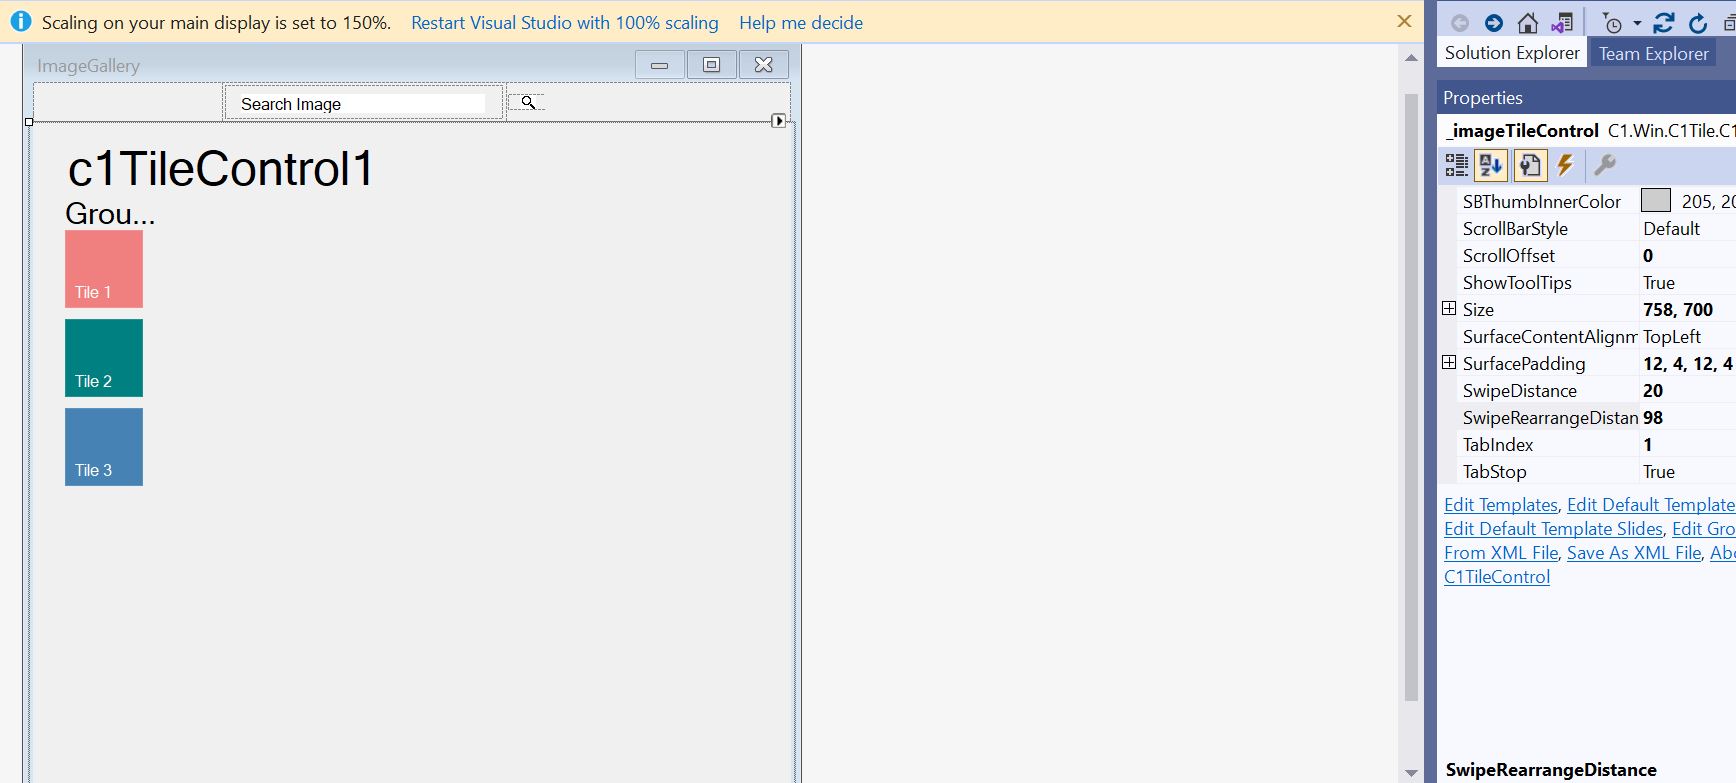 Scaling on your main display is set to 150%. Restart Visual Studio with 100% scaling Help me decide
ImageGallery
Search Image
c1TileControl1
Grou...
Tile 1
Tile 2
Tile 3
Solution Explorer Team Explorer
Properties
_imageTileControl C1.Win.C1Tile.C1
SBThumbInnerColor 205, 20
ScrollBarStyle Default
ScrollOffset 0
ShowToolTips True
Size 758, 700
SurfaceContentAlignm TopLeft
SurfacePadding 12, 4, 12, 4
SwipeDistance 20
SwipeRearrangeDistan 98
TabIndex 1
TabStop True
Edit Templates, Edit Default Template
Edit Default Template Slides, Edit Gro
From XML File, Save As XML File, Abo
C1TileControl
SwipeRearrangeDistance